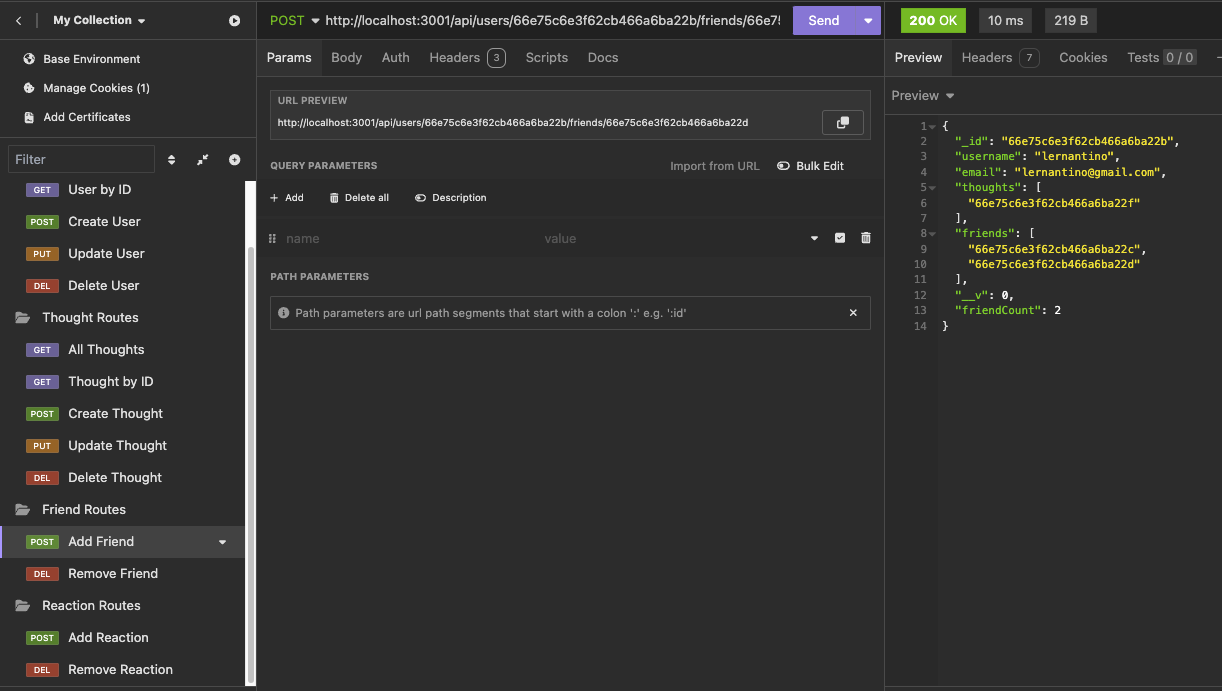 My Collection
Base Environment
Manage Cookies (1)
Add Certificates
Filter
GET User by ID
POST Create User
PUT Update User
DEL Delete User
Thought Routes
GET All Thoughts
GET Thought by ID
POST Create Thought
PUT Update Thought
DEL Delete Thought
Friend Routes
POST Add Friend
DEL Remove Friend
Reaction Routes
POST Add Reaction
DEL Remove Reaction
POST http://localhost:3001/api/users/66e75c6e3f62cb466a6ba22b/friends/66e75 Send
Params Body Auth Headers 3 Scripts Docs
URL PREVIEW
http://localhost:3001/api/users/66e75c6e3f62cb466a6ba22b/friends/66e75c6e3f62cb466a6ba22d
QUERY PARAMETERS Import from URL Bulk Edit
+ Add Delete all Description
name value
PATH PARAMETERS
Path parameters are url path segments that start with a colon ':' e.g. ':id'
200 OK 10 ms 219 B
Preview Headers 7 Cookies Tests 0 / 0
Preview
1 {
2 "_id": "66e75c6e3f62cb466a6ba22b",
3 "username": "lernantino",
4 "email": "lernantino@gmail.com",
5 "thoughts": [
6 "66e75c6e3f62cb466a6ba22f"
7 ],
8 "friends": [
9 "66e75c6e3f62cb466a6ba22c",
10 "66e75c6e3f62cb466a6ba22d"
11 ],
12 "__v": 0,
13 "friendCount": 2
14 }